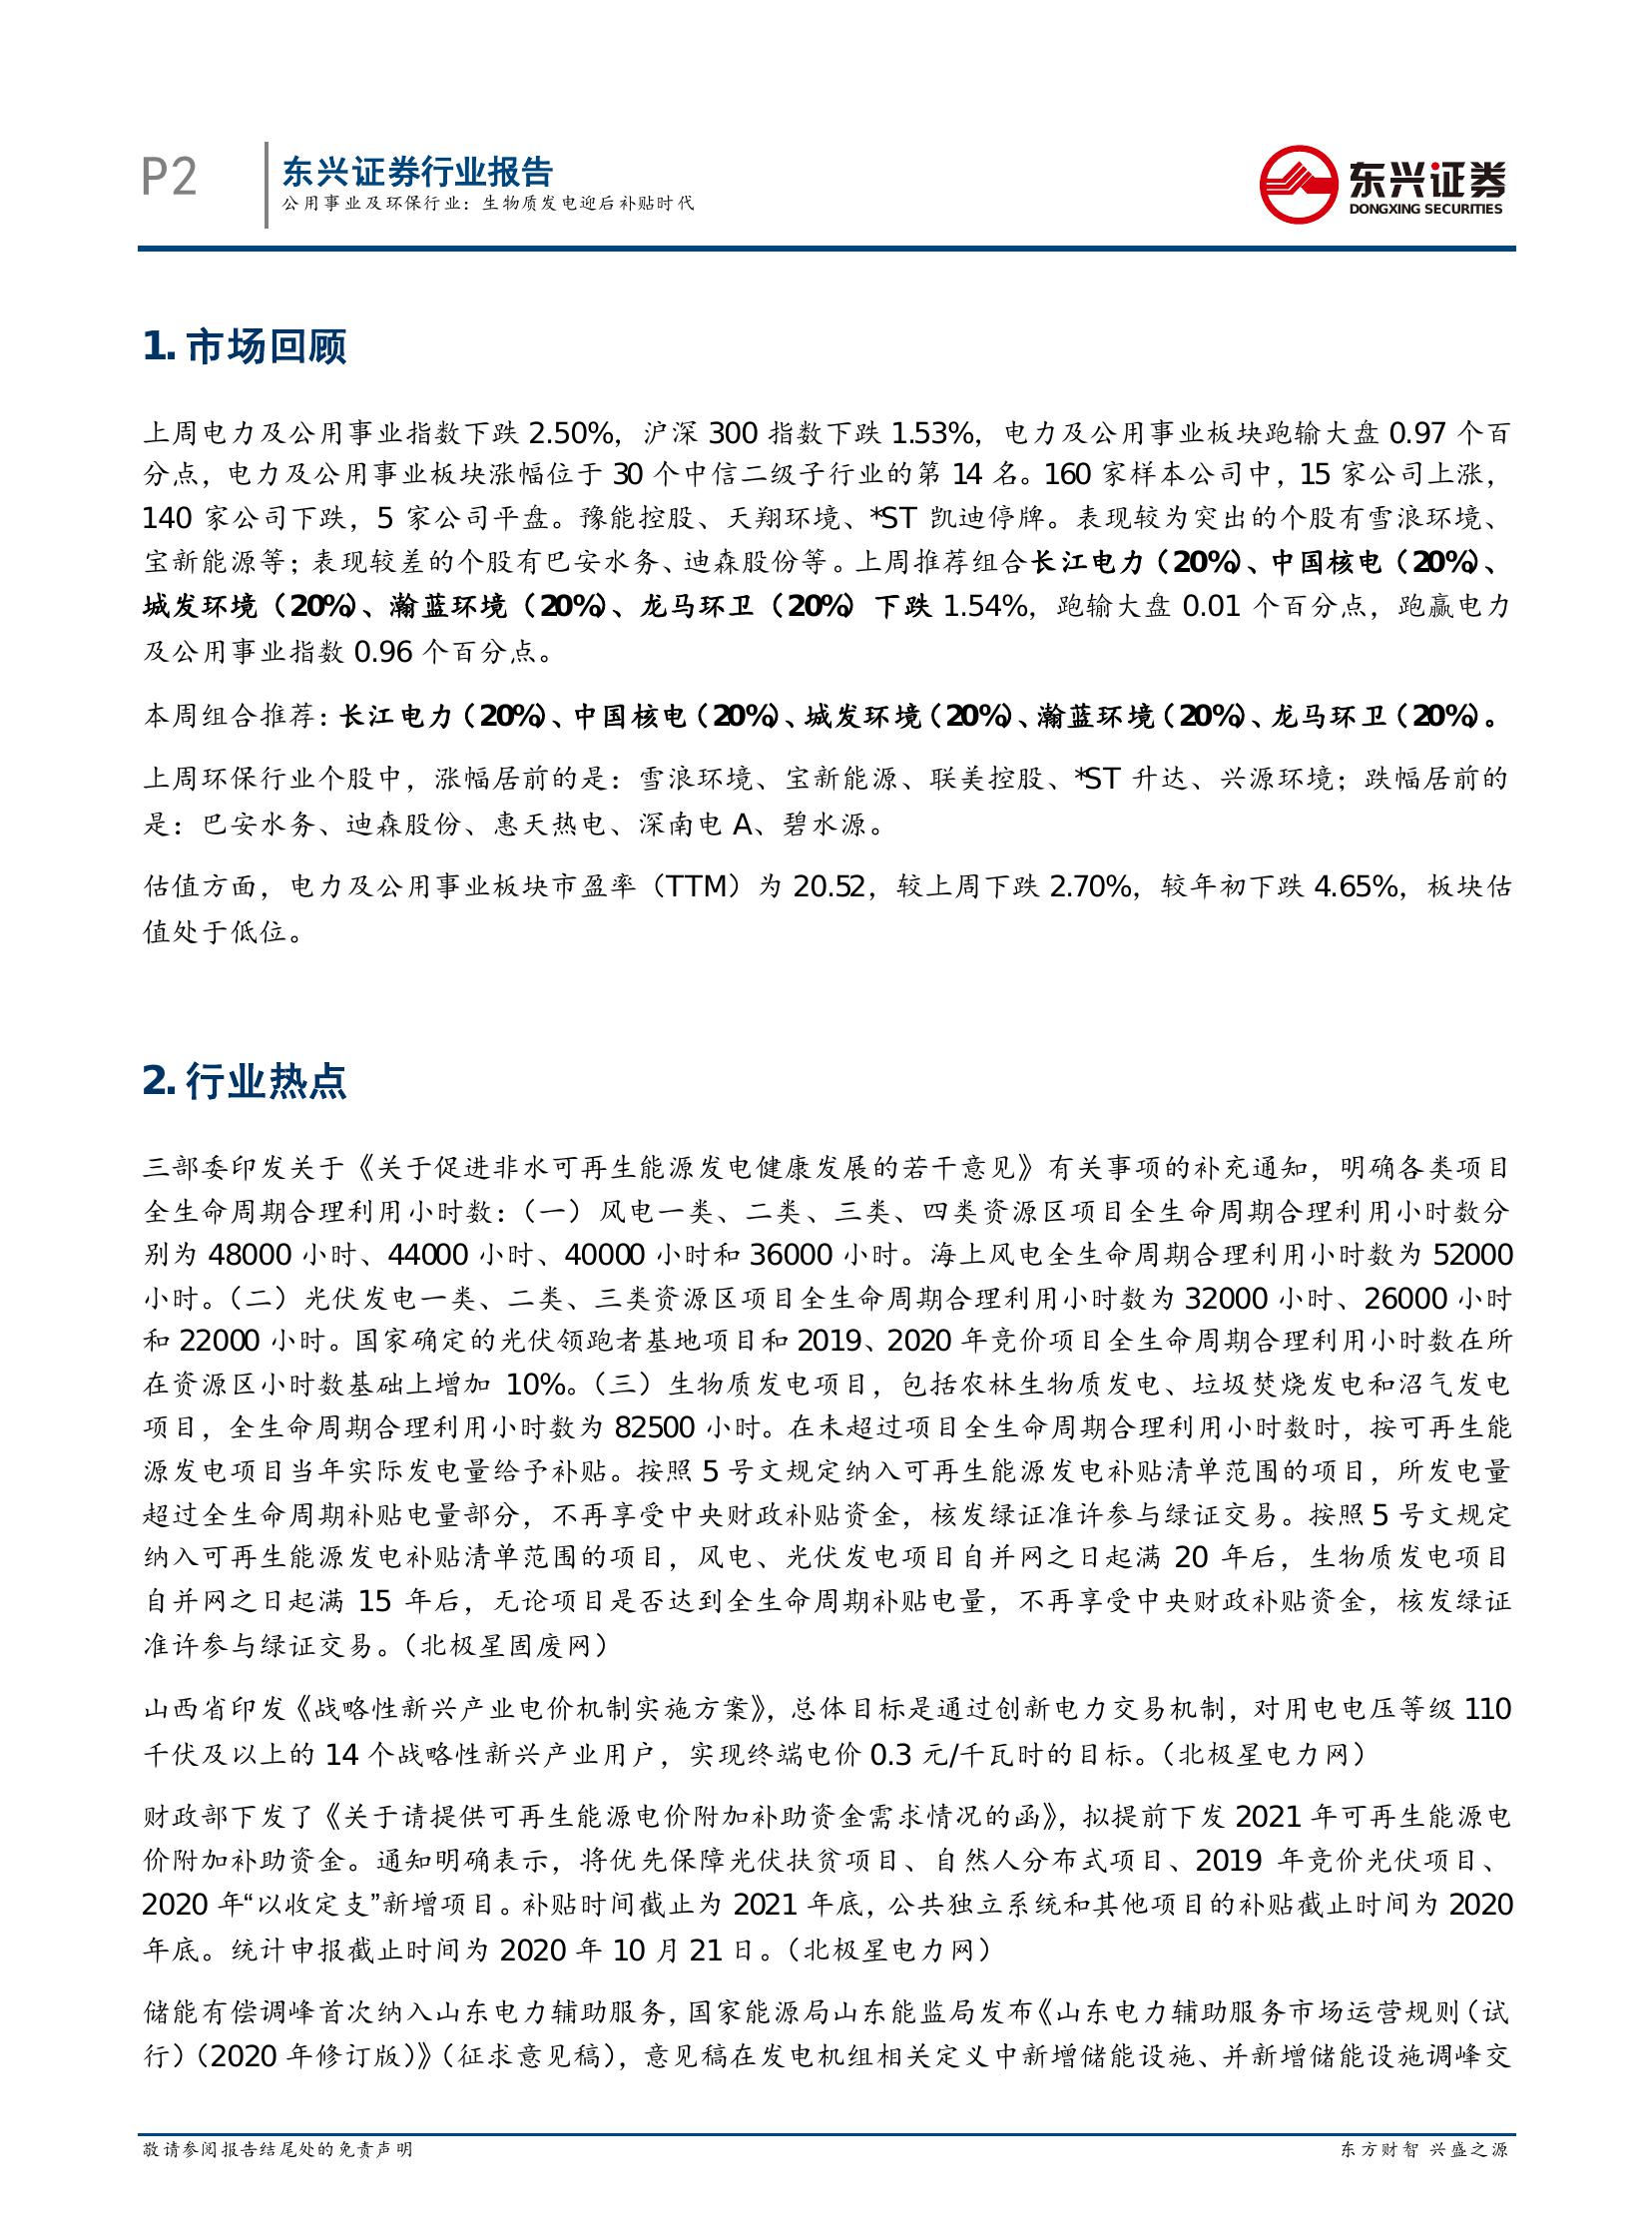 P2
东兴证券行业报告
公用事业及环保行业：生物质发电迎后补贴时代
东兴证券
DONGXING SECURITIES
1. 市场回顾
上周电力及公用事业指数下跌 2.50%，沪深 300 指数下跌 1.53%，电力及公用事业板块跑输大盘 0.97 个百
分点，电力及公用事业板块涨幅位于 30 个中信二级子行业的第 14 名。160 家样本公司中，15 家公司上涨，
140 家公司下跌，5 家公司平盘。豫能控股、天翔环境、*ST 凯迪停牌。表现较为突出的个股有雪浪环境、
宝新能源等；表现较差的个股有巴安水务、迪森股份等。上周推荐组合长江电力（20%）、中国核电（20%）、
城发环境（20%）、瀚蓝环境（20%）、龙马环卫（20%）下跌 1.54%，跑输大盘 0.01 个百分点，跑赢电力
及公用事业指数 0.96 个百分点。
本周组合推荐：长江电力（20%）、中国核电（20%）、城发环境（20%）、瀚蓝环境（20%）、龙马环卫（20%）。
上周环保行业个股中，涨幅居前的是：雪浪环境、宝新能源、联美控股、*ST 升达、兴源环境；跌幅居前的
是：巴安水务、迪森股份、惠天热电、深南电 A、碧水源。
估值方面，电力及公用事业板块市盈率（TTM）为 20.52，较上周下跌 2.70%，较年初下跌 4.65%，板块估
值处于低位。
2. 行业热点
三部委印发关于《关于促进非水可再生能源发电健康发展的若干意见》有关事项的补充通知，明确各类项目
全生命周期合理利用小时数：（一）风电一类、二类、三类、四类资源区项目全生命周期合理利用小时数分
别为 48000 小时、44000 小时、40000 小时和 36000 小时。海上风电全生命周期合理利用小时数为 52000
小时。（二）光伏发电一类、二类、三类资源区项目全生命周期合理利用小时数为 32000 小时、26000 小时
和 22000 小时。国家确定的光伏领跑者基地项目和 2019、2020 年竞价项目全生命周期合理利用小时数在所
在资源区小时数基础上增加 10%。（三）生物质发电项目，包括农林生物质发电、垃圾焚烧发电和沼气发电
项目，全生命周期合理利用小时数为 82500 小时。在未超过项目全生命周期合理利用小时数时，按可再生能
源发电项目当年实际发电量给予补贴。按照 5 号文规定纳入可再生能源发电补贴清单范围的项目，所发电量
超过全生命周期补贴电量部分，不再享受中央财政补贴资金，核发绿证准许参与绿证交易。按照 5 号文规定
纳入可再生能源发电补贴清单范围的项目，风电、光伏发电项目自并网之日起满 20 年后，生物质发电项目
自并网之日起满 15 年后，无论项目是否达到全生命周期补贴电量，不再享受中央财政补贴资金，核发绿证
准许参与绿证交易。（北极星固废网）
山西省印发《战略性新兴产业电价机制实施方案》，总体目标是通过创新电力交易机制，对用电电压等级 110
千伏及以上的 14 个战略性新兴产业用户，实现终端电价 0.3 元/千瓦时的目标。（北极星电力网）
财政部下发了《关于请提供可再生能源电价附加补助资金需求情况的函》，拟提前下发 2021 年可再生能源电
价附加补助资金。通知明确表示，将优先保障光伏扶贫项目、自然人分布式项目、2019 年竞价光伏项目、
2020 年“以收定支”新增项目。补贴时间截止为 2021 年底，公共独立系统和其他项目的补贴截止时间为 2020
年底。统计申报截止时间为 2020 年 10 月 21 日。（北极星电力网）
储能有偿调峰首次纳入山东电力辅助服务，国家能源局山东能监局发布《山东电力辅助服务市场运营规则（试
行）（2020 年修订版）》（征求意见稿），意见稿在发电机组相关定义中新增储能设施、并新增储能设施调峰交
敬请参阅报告结尾处的免责声明
东方财智 兴盛之源